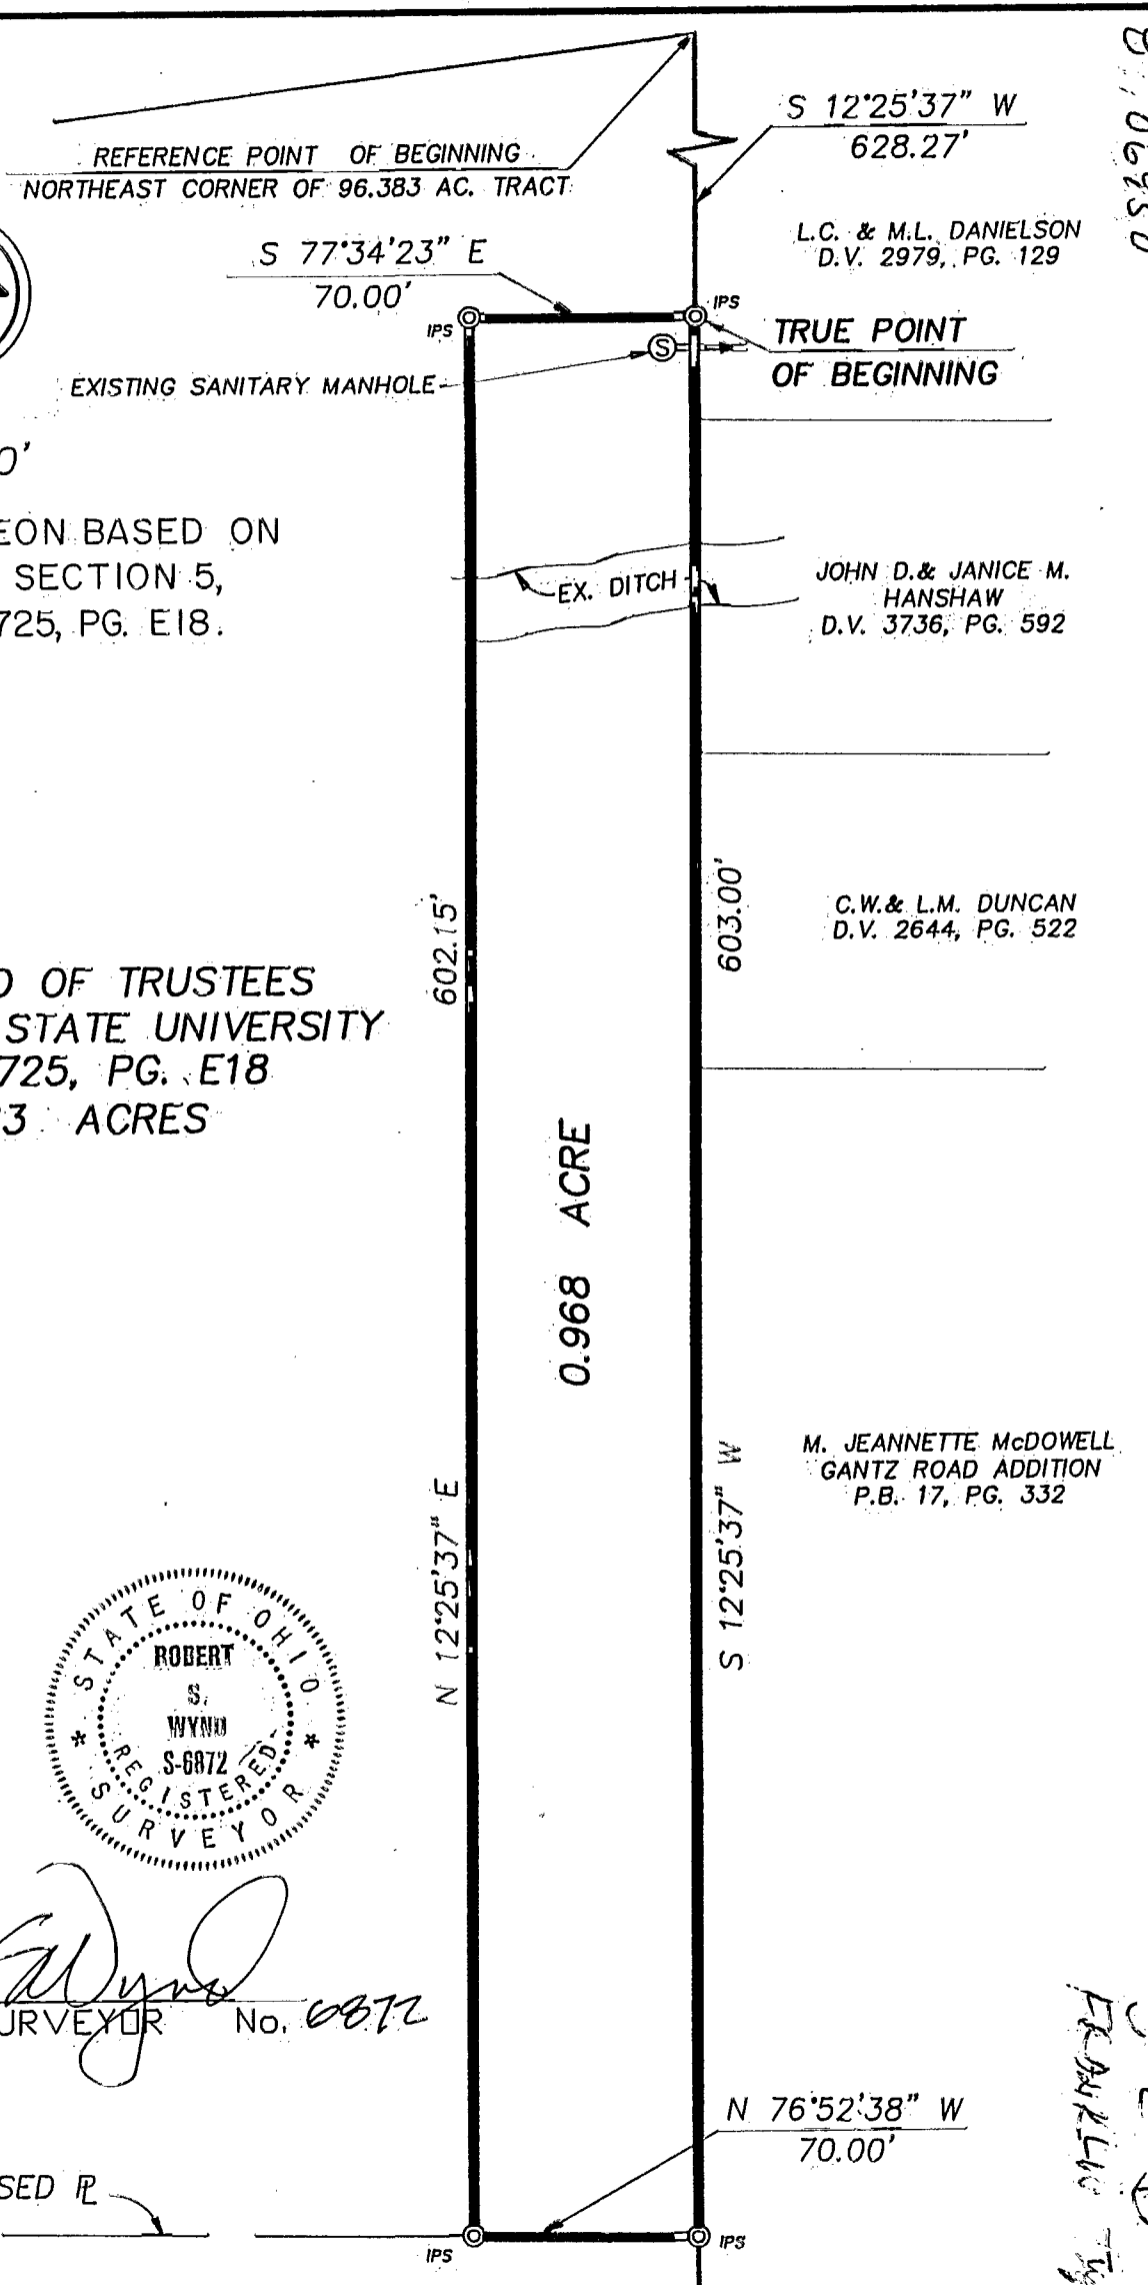 S 12°25'37" W
628.27'
REFERENCE POINT OF BEGINNING
NORTHEAST CORNER OF 96.383 AC. TRACT
L.C. & M.L. DANIELSON
D.V. 2979, PG. 129
S 77°34'23" E
70.00'
IPS
IPS
TRUE POINT
OF BEGINNING
S
EXISTING SANITARY MANHOLE
0'
EON BASED ON
SECTION 5,
725, PG. E18.
EX. DITCH
JOHN D.& JANICE M.
HANSHAW
D.V. 3736, PG. 592
602.15'
603.00'
C.W.& L.M. DUNCAN
D.V. 2644, PG. 522
D OF TRUSTEES
STATE UNIVERSITY
725, PG. E18
3 ACRES
0.968 ACRE
M. JEANNETTE McDOWELL
GANTZ ROAD ADDITION
P.B. 17, PG. 332
N 12°25'37" E
S 12°25'37" W
STATE OF OHIO
ROBERT
S.
WYND
S-6872
REGISTERED
SURVEYOR
URVEYOR No. 6872
N 76°52'38" W
70.00'
SED PL
IPS
IPS